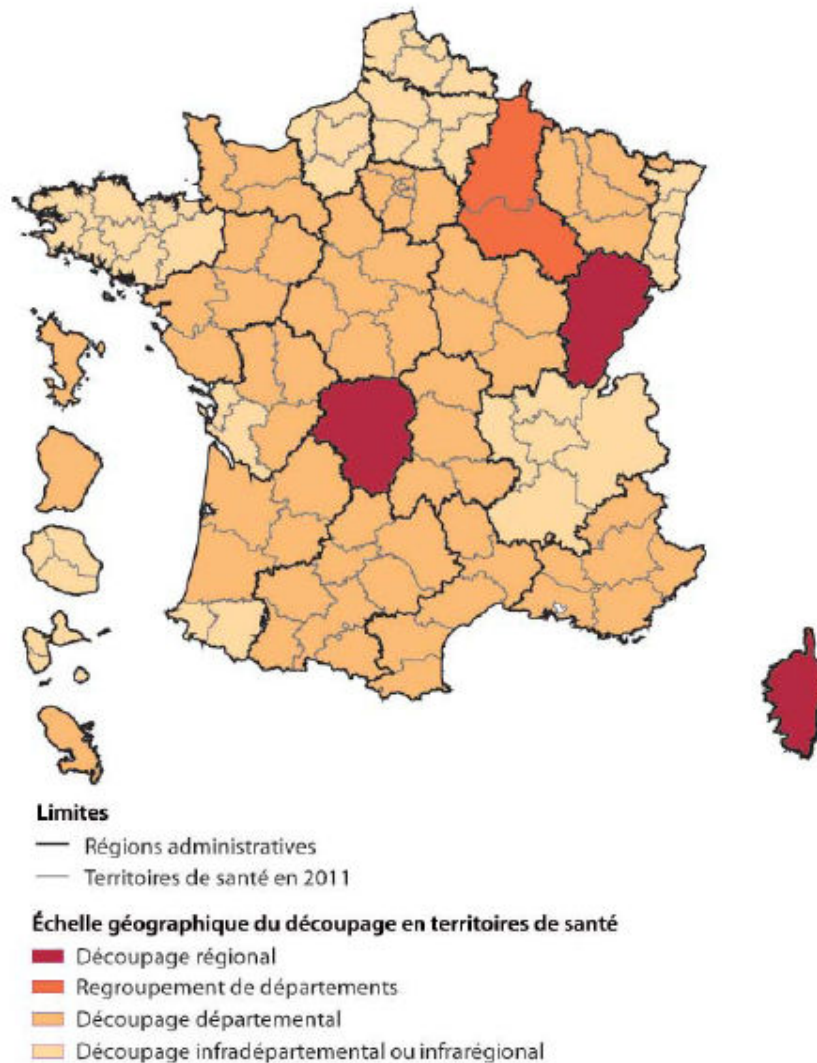 Limites
Régions administratives
Territoires de santé en 2011
Échelle géographique du découpage en territoires de santé
Découpage régional
Regroupement de départements
Découpage départemental
Découpage infradépartemental ou infrarégional